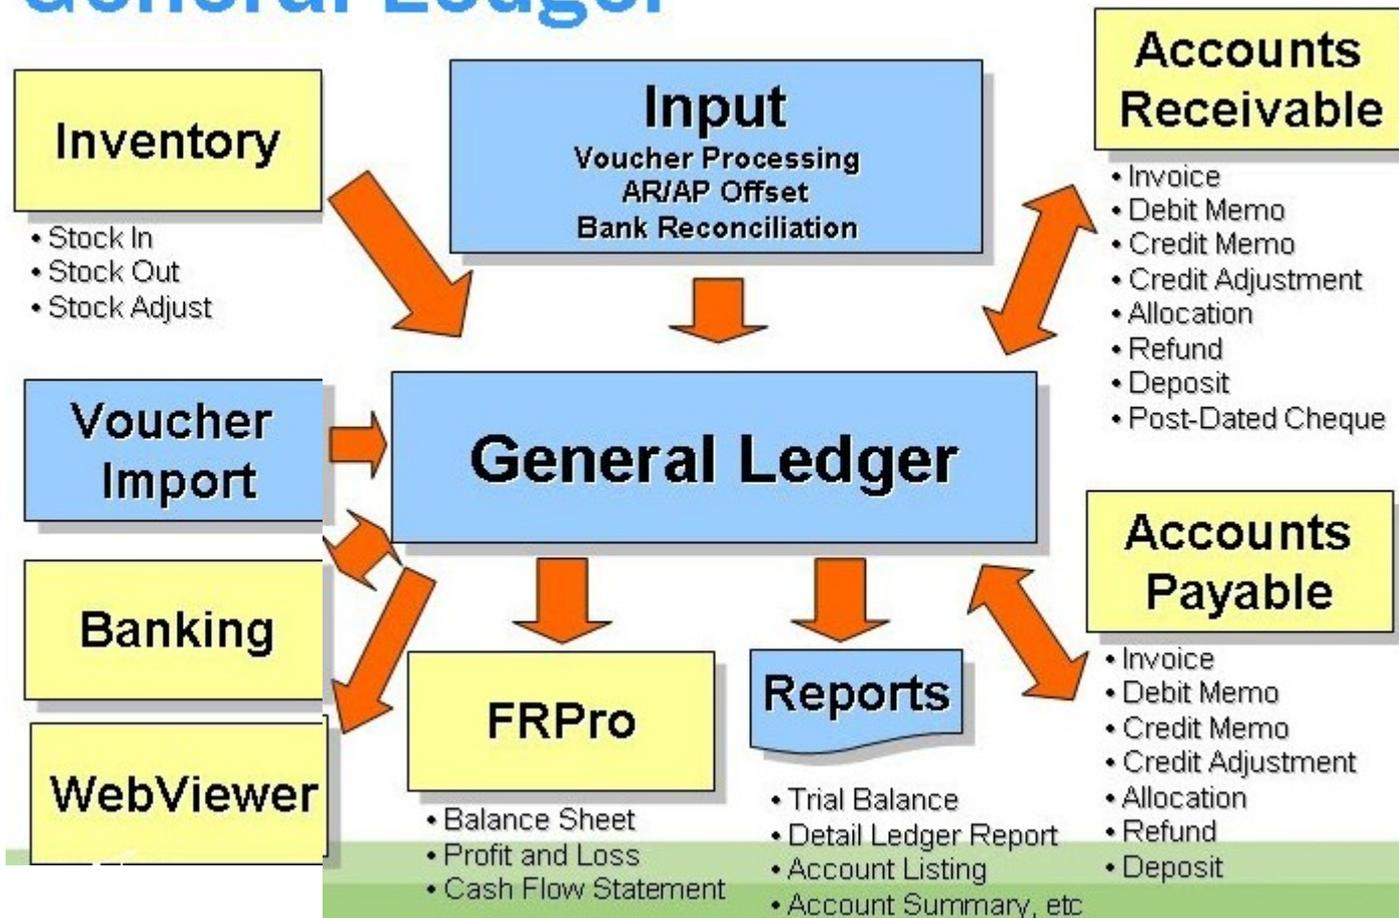 General Ledger
Inventory
• Stock In
• Stock Out
• Stock Adjust
Input
Voucher Processing
AR/AP Offset
Bank Reconciliation
Accounts
Receivable
• Invoice
• Debit Memo
• Credit Memo
• Credit Adjustment
• Allocation
• Refund
• Deposit
• Post-Dated Cheque
Voucher
Import
General Ledger
Banking
WebViewer
FRPro
• Balance Sheet
• Profit and Loss
• Cash Flow Statement
Reports
• Trial Balance
• Detail Ledger Report
• Account Listing
• Account Summary, etc
Accounts
Payable
• Invoice
• Debit Memo
• Credit Memo
• Credit Adjustment
• Allocation
• Refund
• Deposit